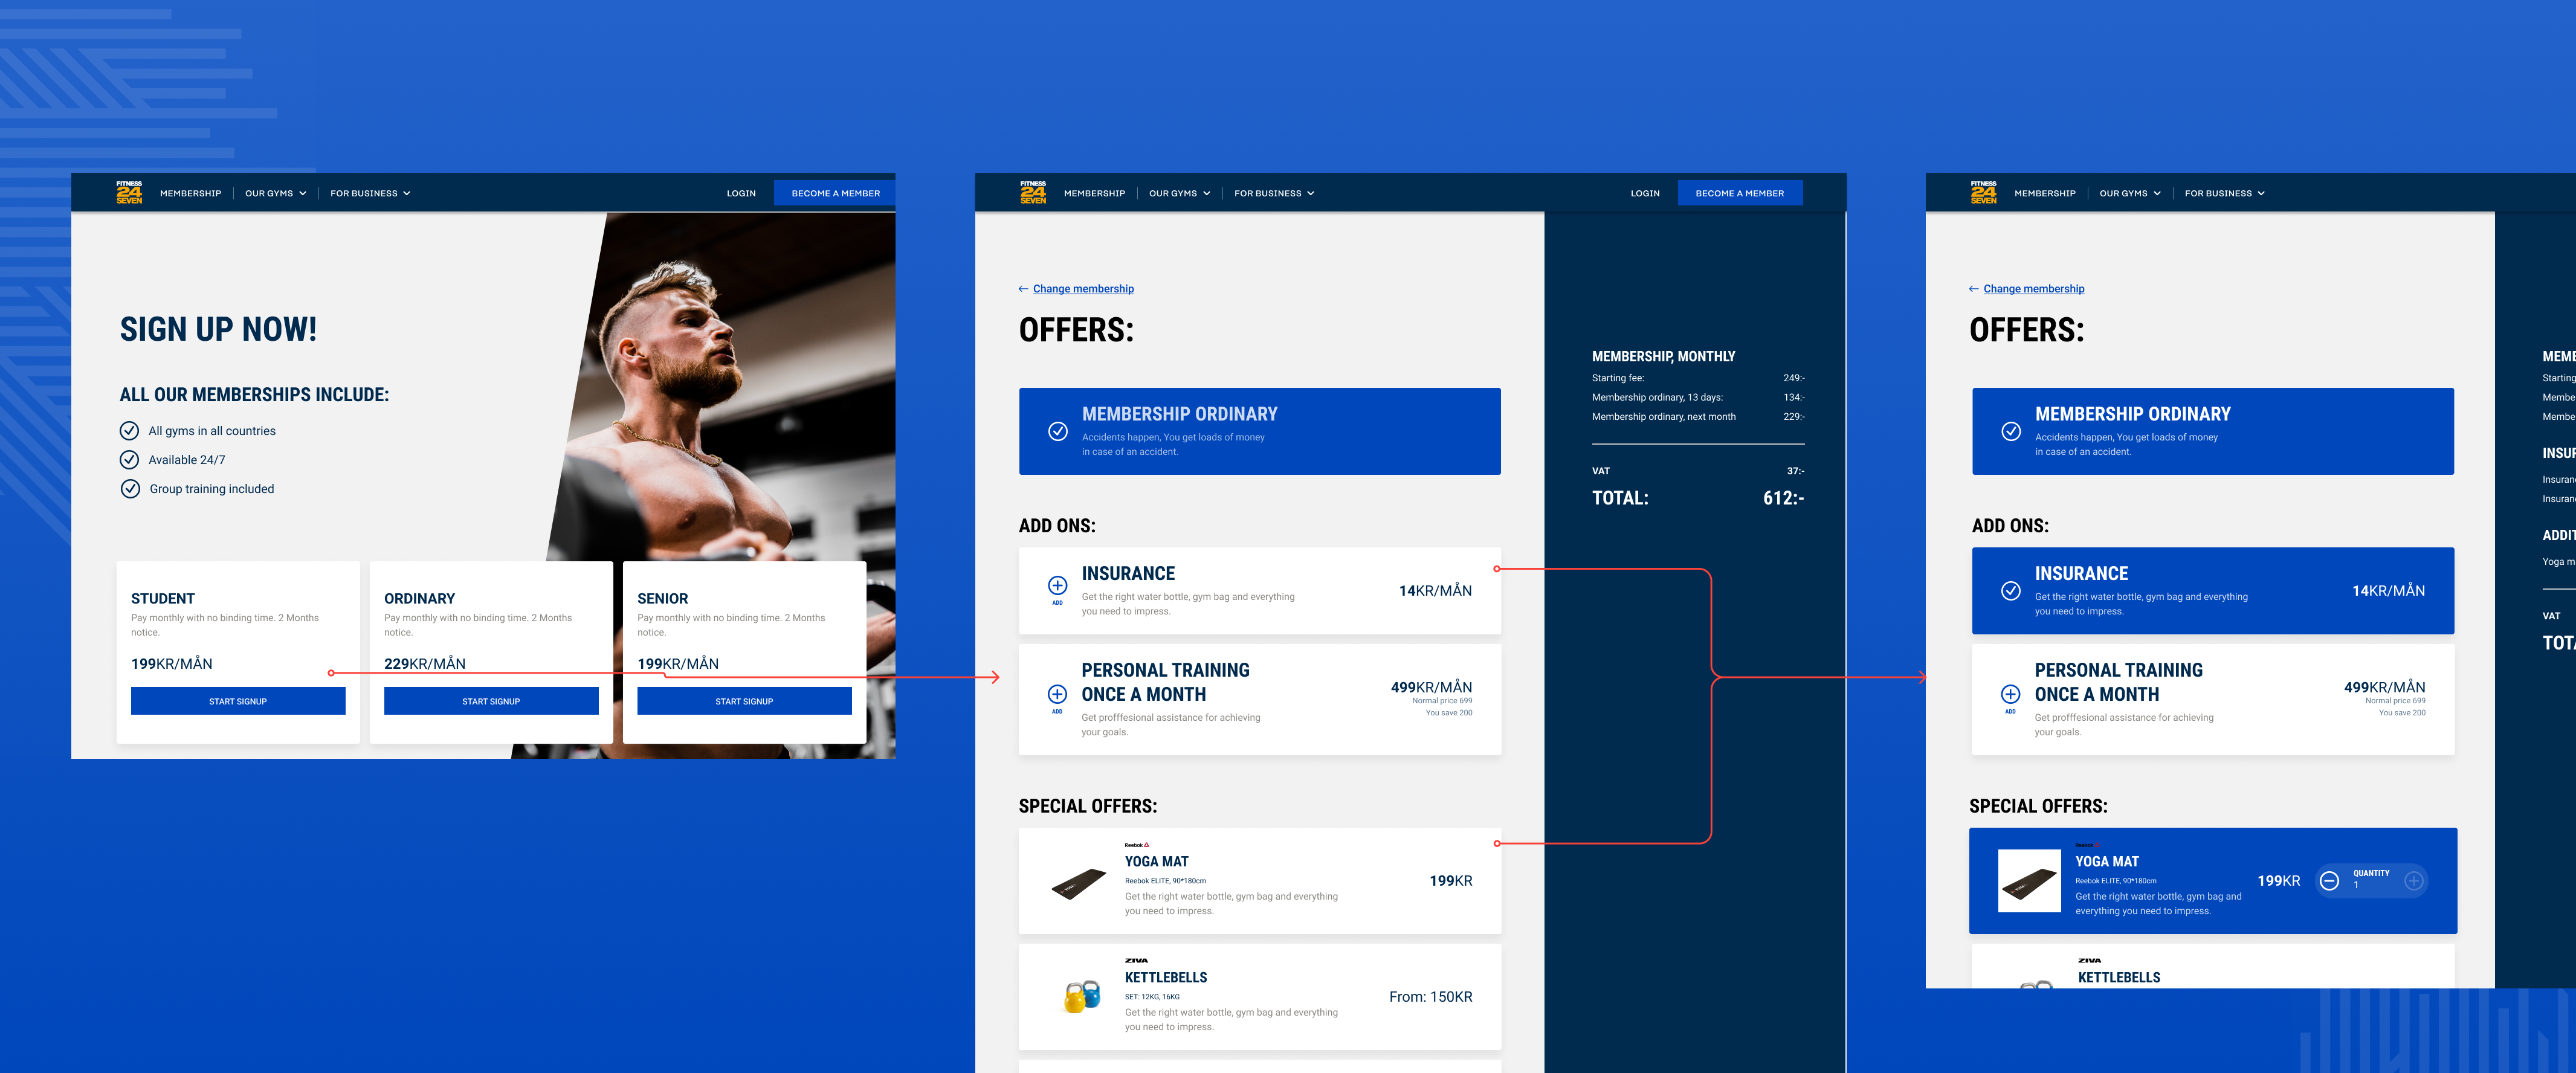 FITNESS
24
SEVEN
MEMBERSHIP
OUR GYMS
FOR BUSINESS
LOGIN
BECOME A MEMBER
SIGN UP NOW!
ALL OUR MEMBERSHIPS INCLUDE:
All gyms in all countries
Available 24/7
Group training included
STUDENT
Pay monthly with no binding time. 2 Months
notice.
199KR/MÅN
START SIGNUP
ORDINARY
Pay monthly with no binding time. 2 Months
notice.
229KR/MÅN
START SIGNUP
SENIOR
Pay monthly with no binding time. 2 Months
notice.
199KR/MÅN
START SIGNUP
FITNESS
24
SEVEN
MEMBERSHIP
OUR GYMS
FOR BUSINESS
LOGIN
BECOME A MEMBER
Change membership
OFFERS:
MEMBERSHIP ORDINARY
Accidents happen, You get loads of money
in case of an accident.
ADD ONS:
ADD
INSURANCE
Get the right water bottle, gym bag and everything
you need to impress.
14KR/MÅN
ADD
PERSONAL TRAINING
ONCE A MONTH
Get profffesional assistance for achieving
your goals.
499KR/MÅN
Normal price 699
You save 200
SPECIAL OFFERS:
Reebok
YOGA MAT
Reebok ELITE, 90*180cm
Get the right water bottle, gym bag and everything
you need to impress.
199KR
ZIVA
KETTLEBELLS
SET: 12KG, 16KG
Get the right water bottle, gym bag and everything
you need to impress.
From: 150KR
MEMBERSHIP, MONTHLY
Starting fee: 249:-
Membership ordinary, 13 days: 134:-
Membership ordinary, next month 229:-
VAT 37:-
TOTAL: 612:-
FITNESS
24
SEVEN
MEMBERSHIP
OUR GYMS
FOR BUSINESS
Change membership
OFFERS:
MEMBERSHIP ORDINARY
Accidents happen, You get loads of money
in case of an accident.
ADD ONS:
INSURANCE
Get the right water bottle, gym bag and everything
you need to impress.
14KR/MÅN
ADD
PERSONAL TRAINING
ONCE A MONTH
Get profffesional assistance for achieving
your goals.
499KR/MÅN
Normal price 699
You save 200
SPECIAL OFFERS:
Reebok
YOGA MAT
Reebok ELITE, 90*180cm
Get the right water bottle, gym bag and
everything you need to impress.
199KR
QUANTITY
1
ZIVA
KETTLEBELLS
Starting
VAT